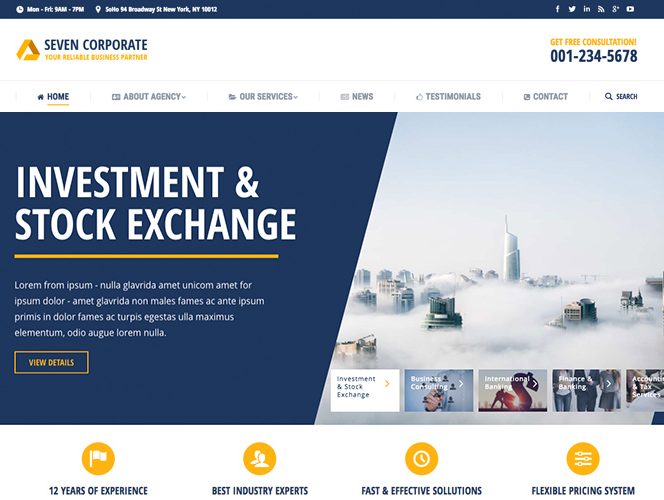 Mon - Fri: 9AM - 7PM
SoHo 94 Broadway St New York, NY 10012
SEVEN CORPORATE
YOUR RELIABLE BUSINESS PARTNER
GET FREE CONSULTATION!
001-234-5678
HOME
ABOUT AGENCY
OUR SERVICES
NEWS
TESTIMONIALS
CONTACT
SEARCH
INVESTMENT &
STOCK EXCHANGE
Lorem from ipsum - nulla glavrida amet unicum amet for
ipsum dolor - amet glavrida non males famec ac ante ipsum
primis in dolor famec ac turpis egestas ulla maximus
elementum, odio augue lorem nulla.
VIEW DETAILS
Investment
& Stock
Exchange
Business
Consulting
International
Banking
Finance &
Banking
& Tax
Services
12 YEARS OF EXPERIENCE
BEST INDUSTRY EXPERTS
FAST & EFFECTIVE SOLLUTIONS
FLEXIBLE PRICING SYSTEM